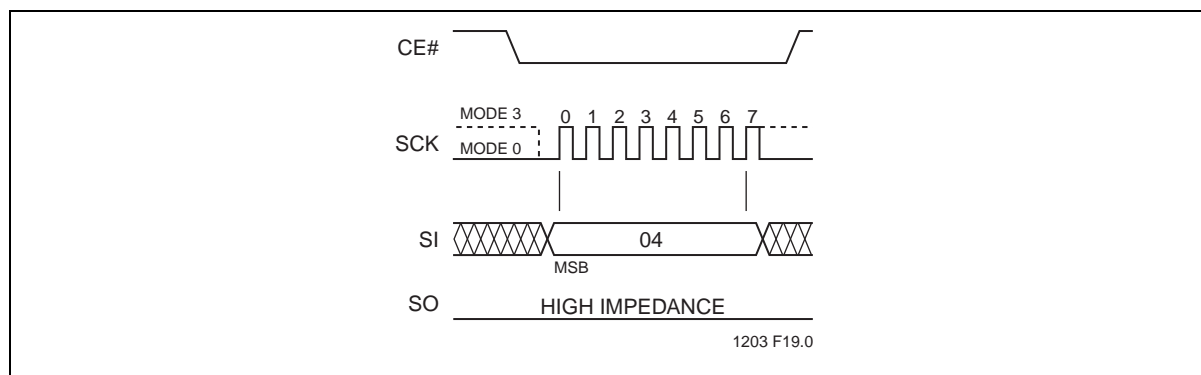 CE#
MODE 3
0 1 2 3 4 5 6 7
SCK
MODE 0
SI
04
MSB
SO
HIGH IMPEDANCE
1203 F19.0